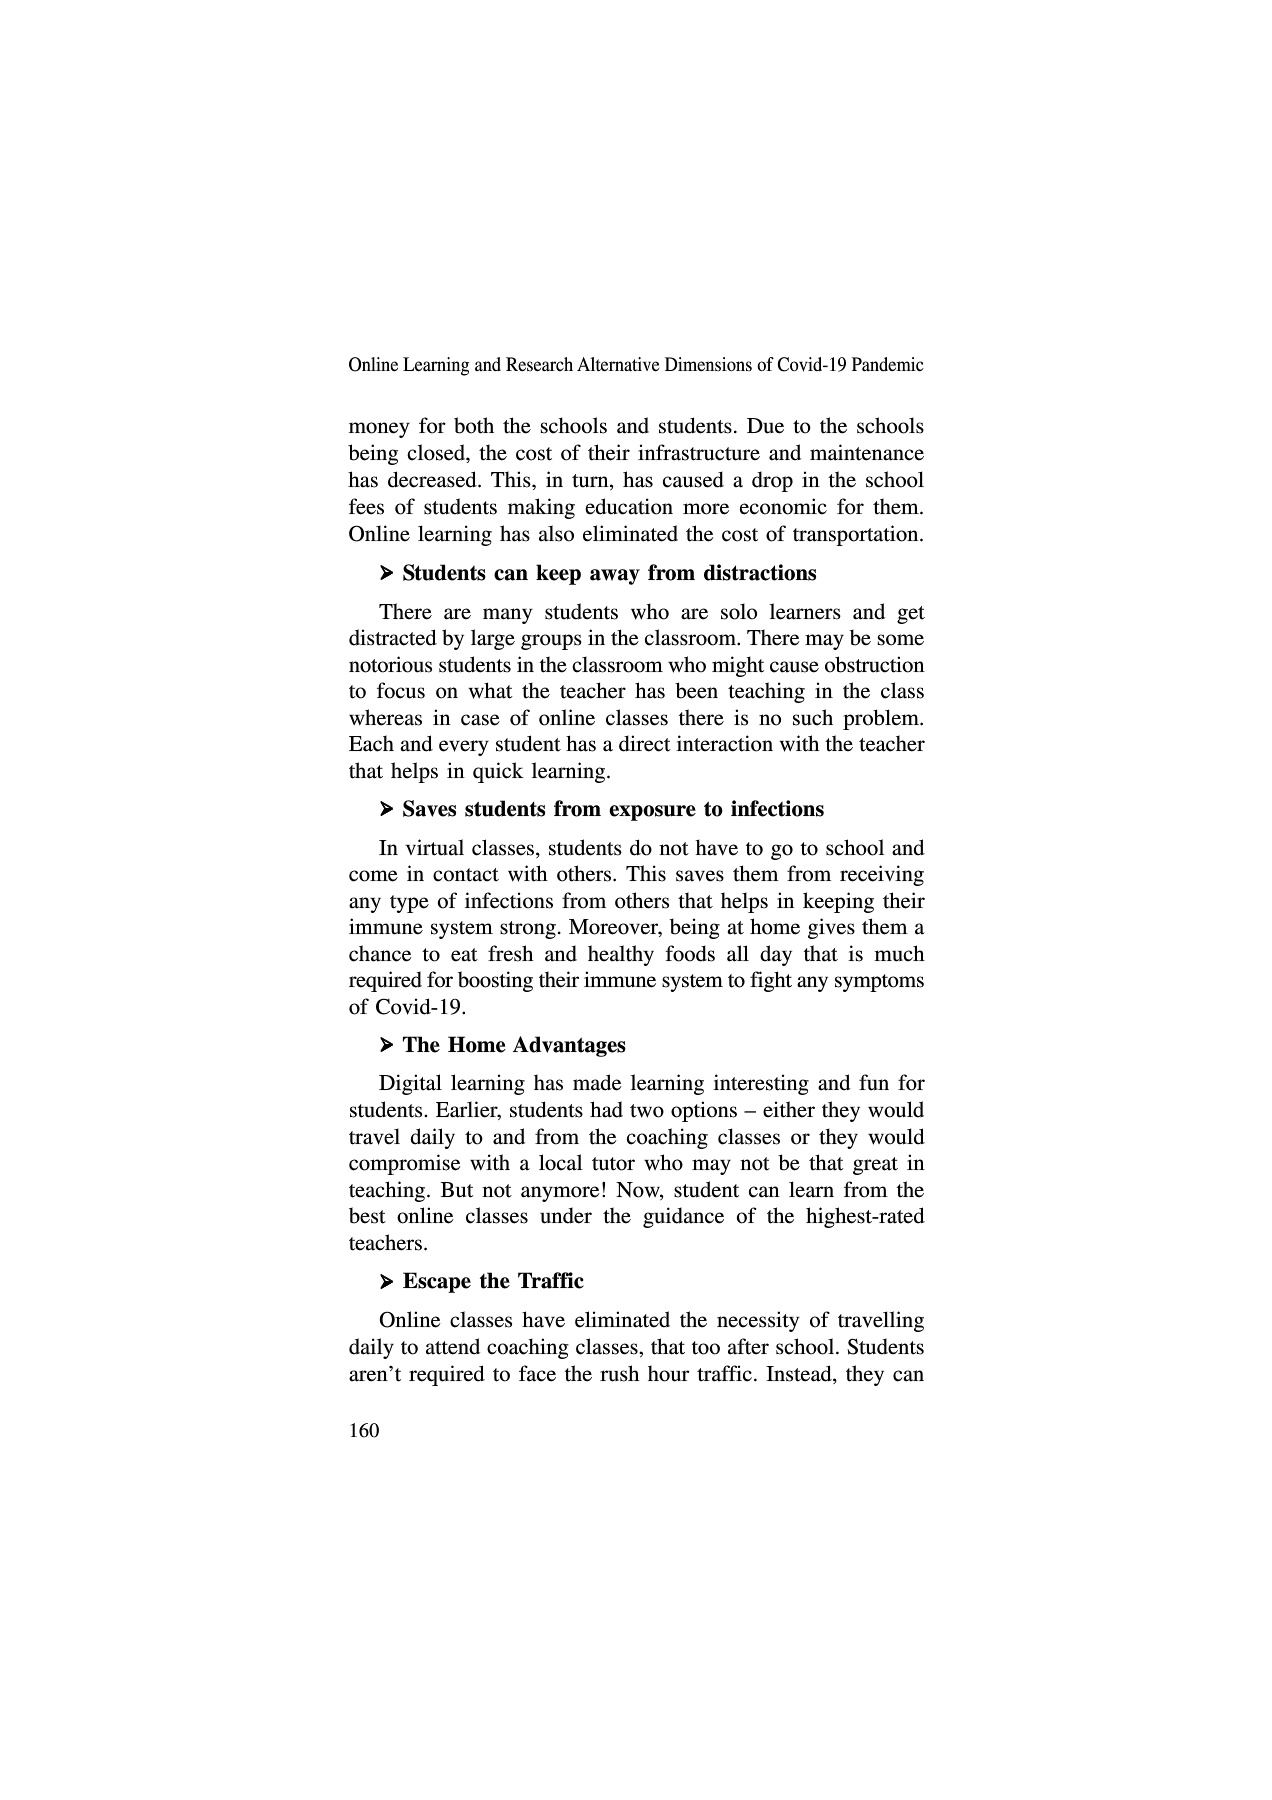 Online Learning and Research Alternative Dimensions of Covid-19 Pandemic
money for both the schools and students. Due to the schools
being closed, the cost of their infrastructure and maintenance
has decreased. This, in turn, has caused a drop in the school
fees of students making education more economic for them.
Online learning has also eliminated the cost of transportation.
➢ Students can keep away from distractions
There are many students who are solo learners and get
distracted by large groups in the classroom. There may be some
notorious students in the classroom who might cause obstruction
to focus on what the teacher has been teaching in the class
whereas in case of online classes there is no such problem.
Each and every student has a direct interaction with the teacher
that helps in quick learning.
➢ Saves students from exposure to infections
In virtual classes, students do not have to go to school and
come in contact with others. This saves them from receiving
any type of infections from others that helps in keeping their
immune system strong. Moreover, being at home gives them a
chance to eat fresh and healthy foods all day that is much
required for boosting their immune system to fight any symptoms
of Covid-19.
➢ The Home Advantages
Digital learning has made learning interesting and fun for
students. Earlier, students had two options – either they would
travel daily to and from the coaching classes or they would
compromise with a local tutor who may not be that great in
teaching. But not anymore! Now, student can learn from the
best online classes under the guidance of the highest-rated
teachers.
➢ Escape the Traffic
Online classes have eliminated the necessity of travelling
daily to attend coaching classes, that too after school. Students
aren’t required to face the rush hour traffic. Instead, they can
160